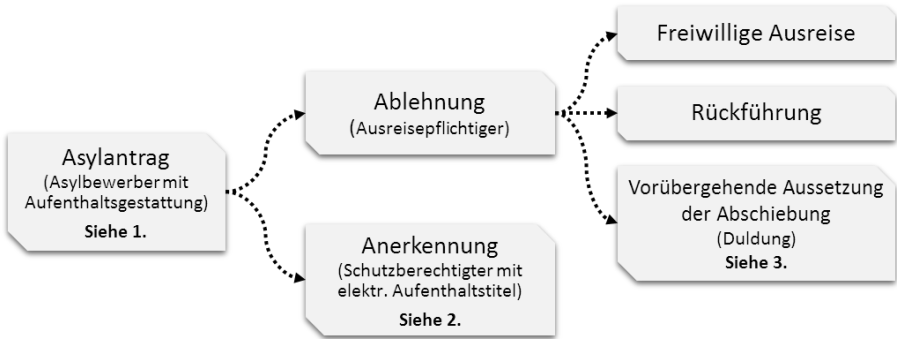 Asylantrag
(Asylbewerber mit
Aufenthaltsgestattung)
Siehe 1.
Ablehnung
(Ausreisepflichtiger)
Anerkennung
(Schutzberechtigter mit
elektr. Aufenthaltstitel)
Siehe 2.
Freiwillige Ausreise
Rückführung
Vorübergehende Aussetzung
der Abschiebung
(Duldung)
Siehe 3.